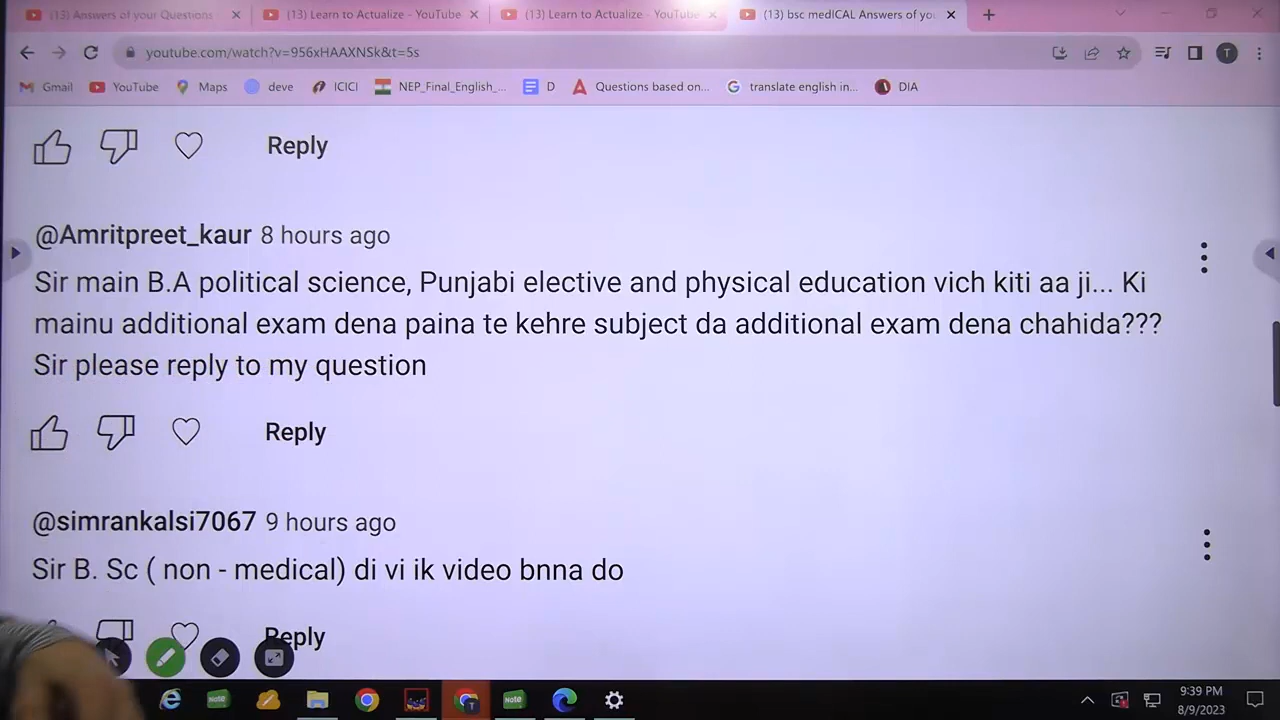 (13) Answers of your Questions
(13) Learn to Actualize - YouTube
(13) Learn to Actualize - YouTube
(13) bsc medICAL Answers of you
youtube.com/watch?v=956xHAAXNSk&t=5s
T
Gmail
YouTube
Maps
deve
ICICI
NEP_Final_English_...
D
Questions based on...
translate english in...
DIA
Reply
@Amritpreet_kaur 8 hours ago
Sir main B.A political science, Punjabi elective and physical education vich kiti aa ji... Ki
mainu additional exam dena paina te kehre subject da additional exam dena chahida???
Sir please reply to my question
Reply
@simrankalsi7067 9 hours ago
Sir B. Sc ( non - medical) di vi ik video bnna do
Reply
Note
T
Note
9:39 PM
8/9/2023